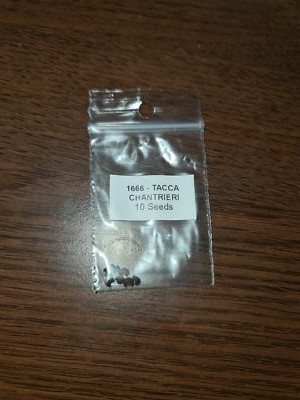 1666 - TACCA
CHANTRIERI
10 Seeds